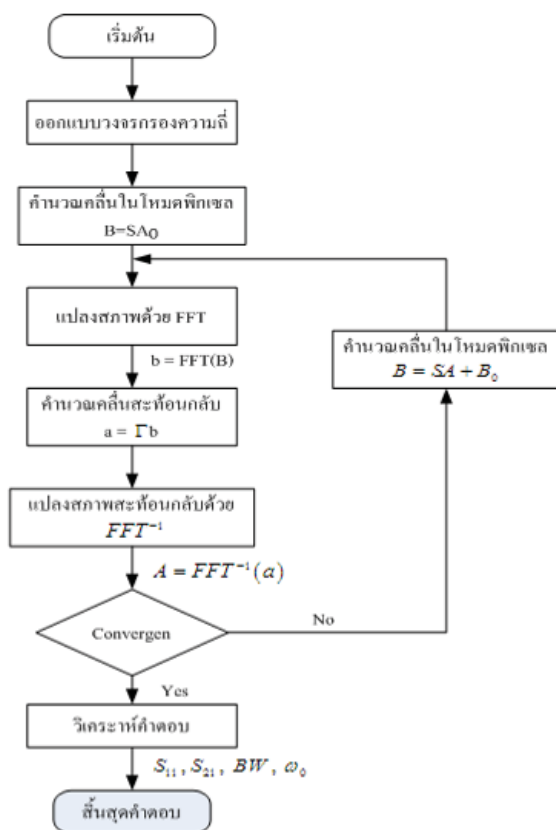 เริ่มต้น
ออกแบบวงจรกรองความถี่
คำนวณคลื่นในโหมดพิกเซล
B=SA₀
แปลงสภาพด้วย FFT
b = FFT(B)
คำนวณคลื่นสะท้อนกลับ
a = Γb
แปลงสภาพสะท้อนกลับด้วย
FFT⁻¹
A = FFT⁻¹(a)
Convergen
No
คำนวณคลื่นในโหมดพิกเซล
B = SA + B₀
Yes
วิเคราะห์คำตอบ
S₁₁, S₂₁, BW, ω₀
สิ้นสุดคำตอบ